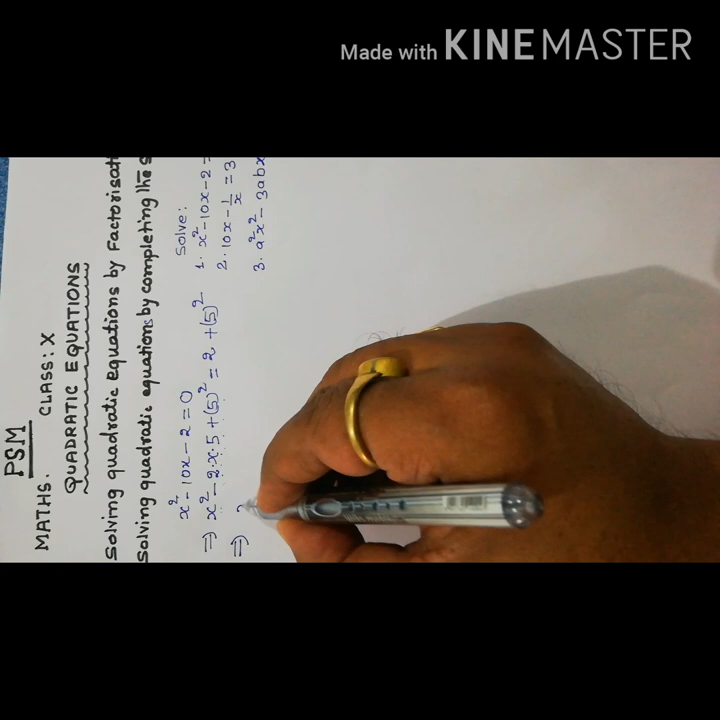 Made with KINEMASTER
PSM
MATHS. CLASS: X
QUADRATIC EQUATIONS
Solving quadratic equations by Factorisat
Solving quadratic equations by completing the s
x² - 10x - 2 = 0
⇒ x² - 2·x·5 + (5)² = 2 + (5)²
⇒
Solve:
1. x² - 10x - 2 =
2. 10x - 1/x = 3
3. a²x² - 3abx